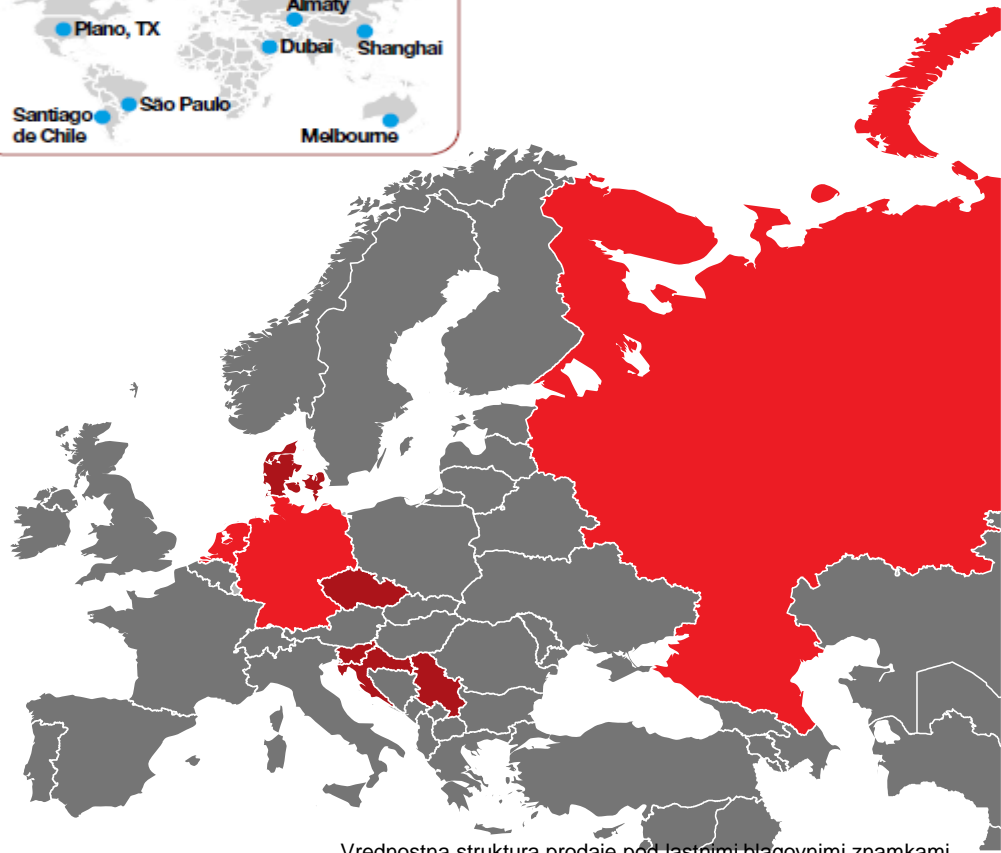 Almaty
Plano, TX
Dubai
Shanghai
São Paulo
Santiago
de Chile
Melbourne
Vrednostna struktura prodaje pod lastnimi blagovnimi znamkami